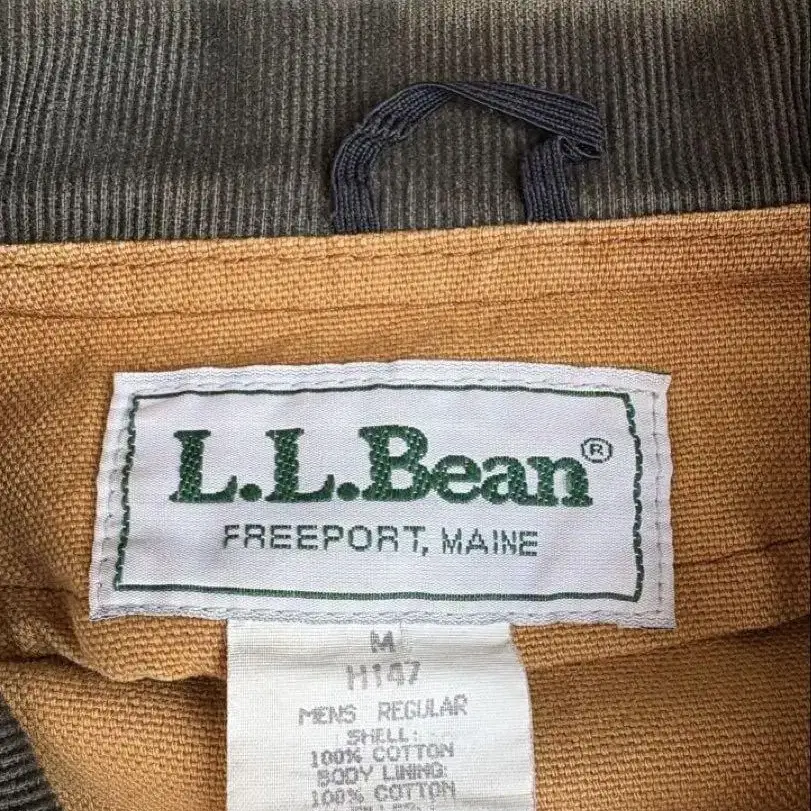 L.L.Bean®
FREEPORT, MAINE
M
H147
MENS REGULAR
SHELL:
100% COTTON
BODY LINING:
100% COTTON